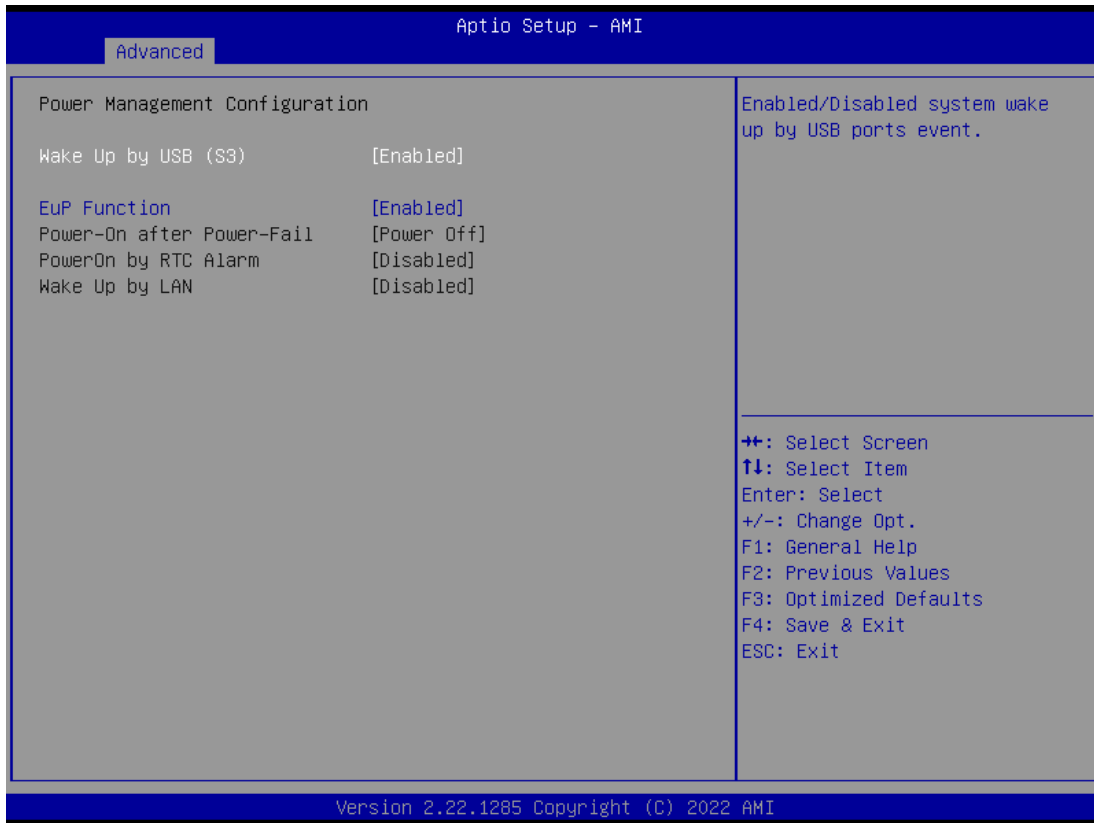 Aptio Setup – AMI
Advanced
Power Management Configuration
Wake Up by USB (S3) [Enabled]
EuP Function [Enabled]
Power-On after Power-Fail [Power Off]
PowerOn by RTC Alarm [Disabled]
Wake Up by LAN [Disabled]
Enabled/Disabled system wake
up by USB ports event.
→←: Select Screen
↑↓: Select Item
Enter: Select
+/-: Change Opt.
F1: General Help
F2: Previous Values
F3: Optimized Defaults
F4: Save & Exit
ESC: Exit
Version 2.22.1285 Copyright (C) 2022 AMI